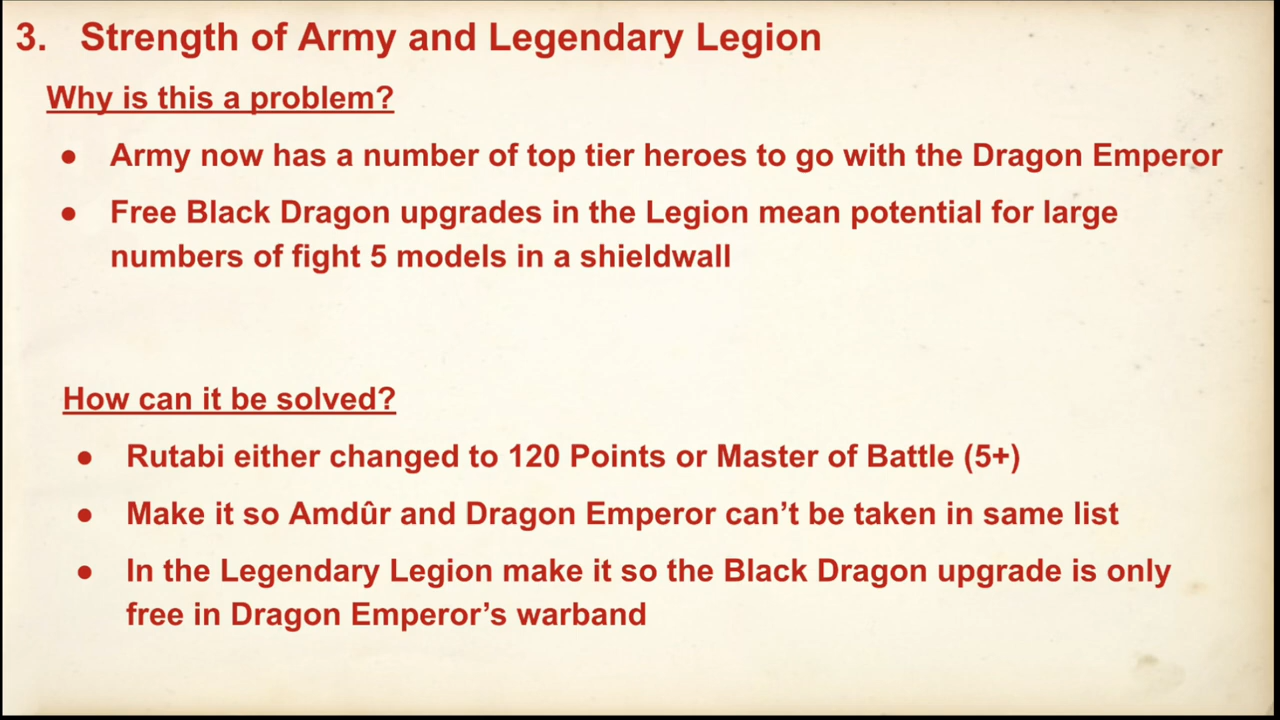 3. Strength of Army and Legendary Legion
Why is this a problem?
● Army now has a number of top tier heroes to go with the Dragon Emperor
● Free Black Dragon upgrades in the Legion mean potential for large
numbers of fight 5 models in a shieldwall
How can it be solved?
● Rutabi either changed to 120 Points or Master of Battle (5+)
● Make it so Amdûr and Dragon Emperor can’t be taken in same list
● In the Legendary Legion make it so the Black Dragon upgrade is only
free in Dragon Emperor’s warband